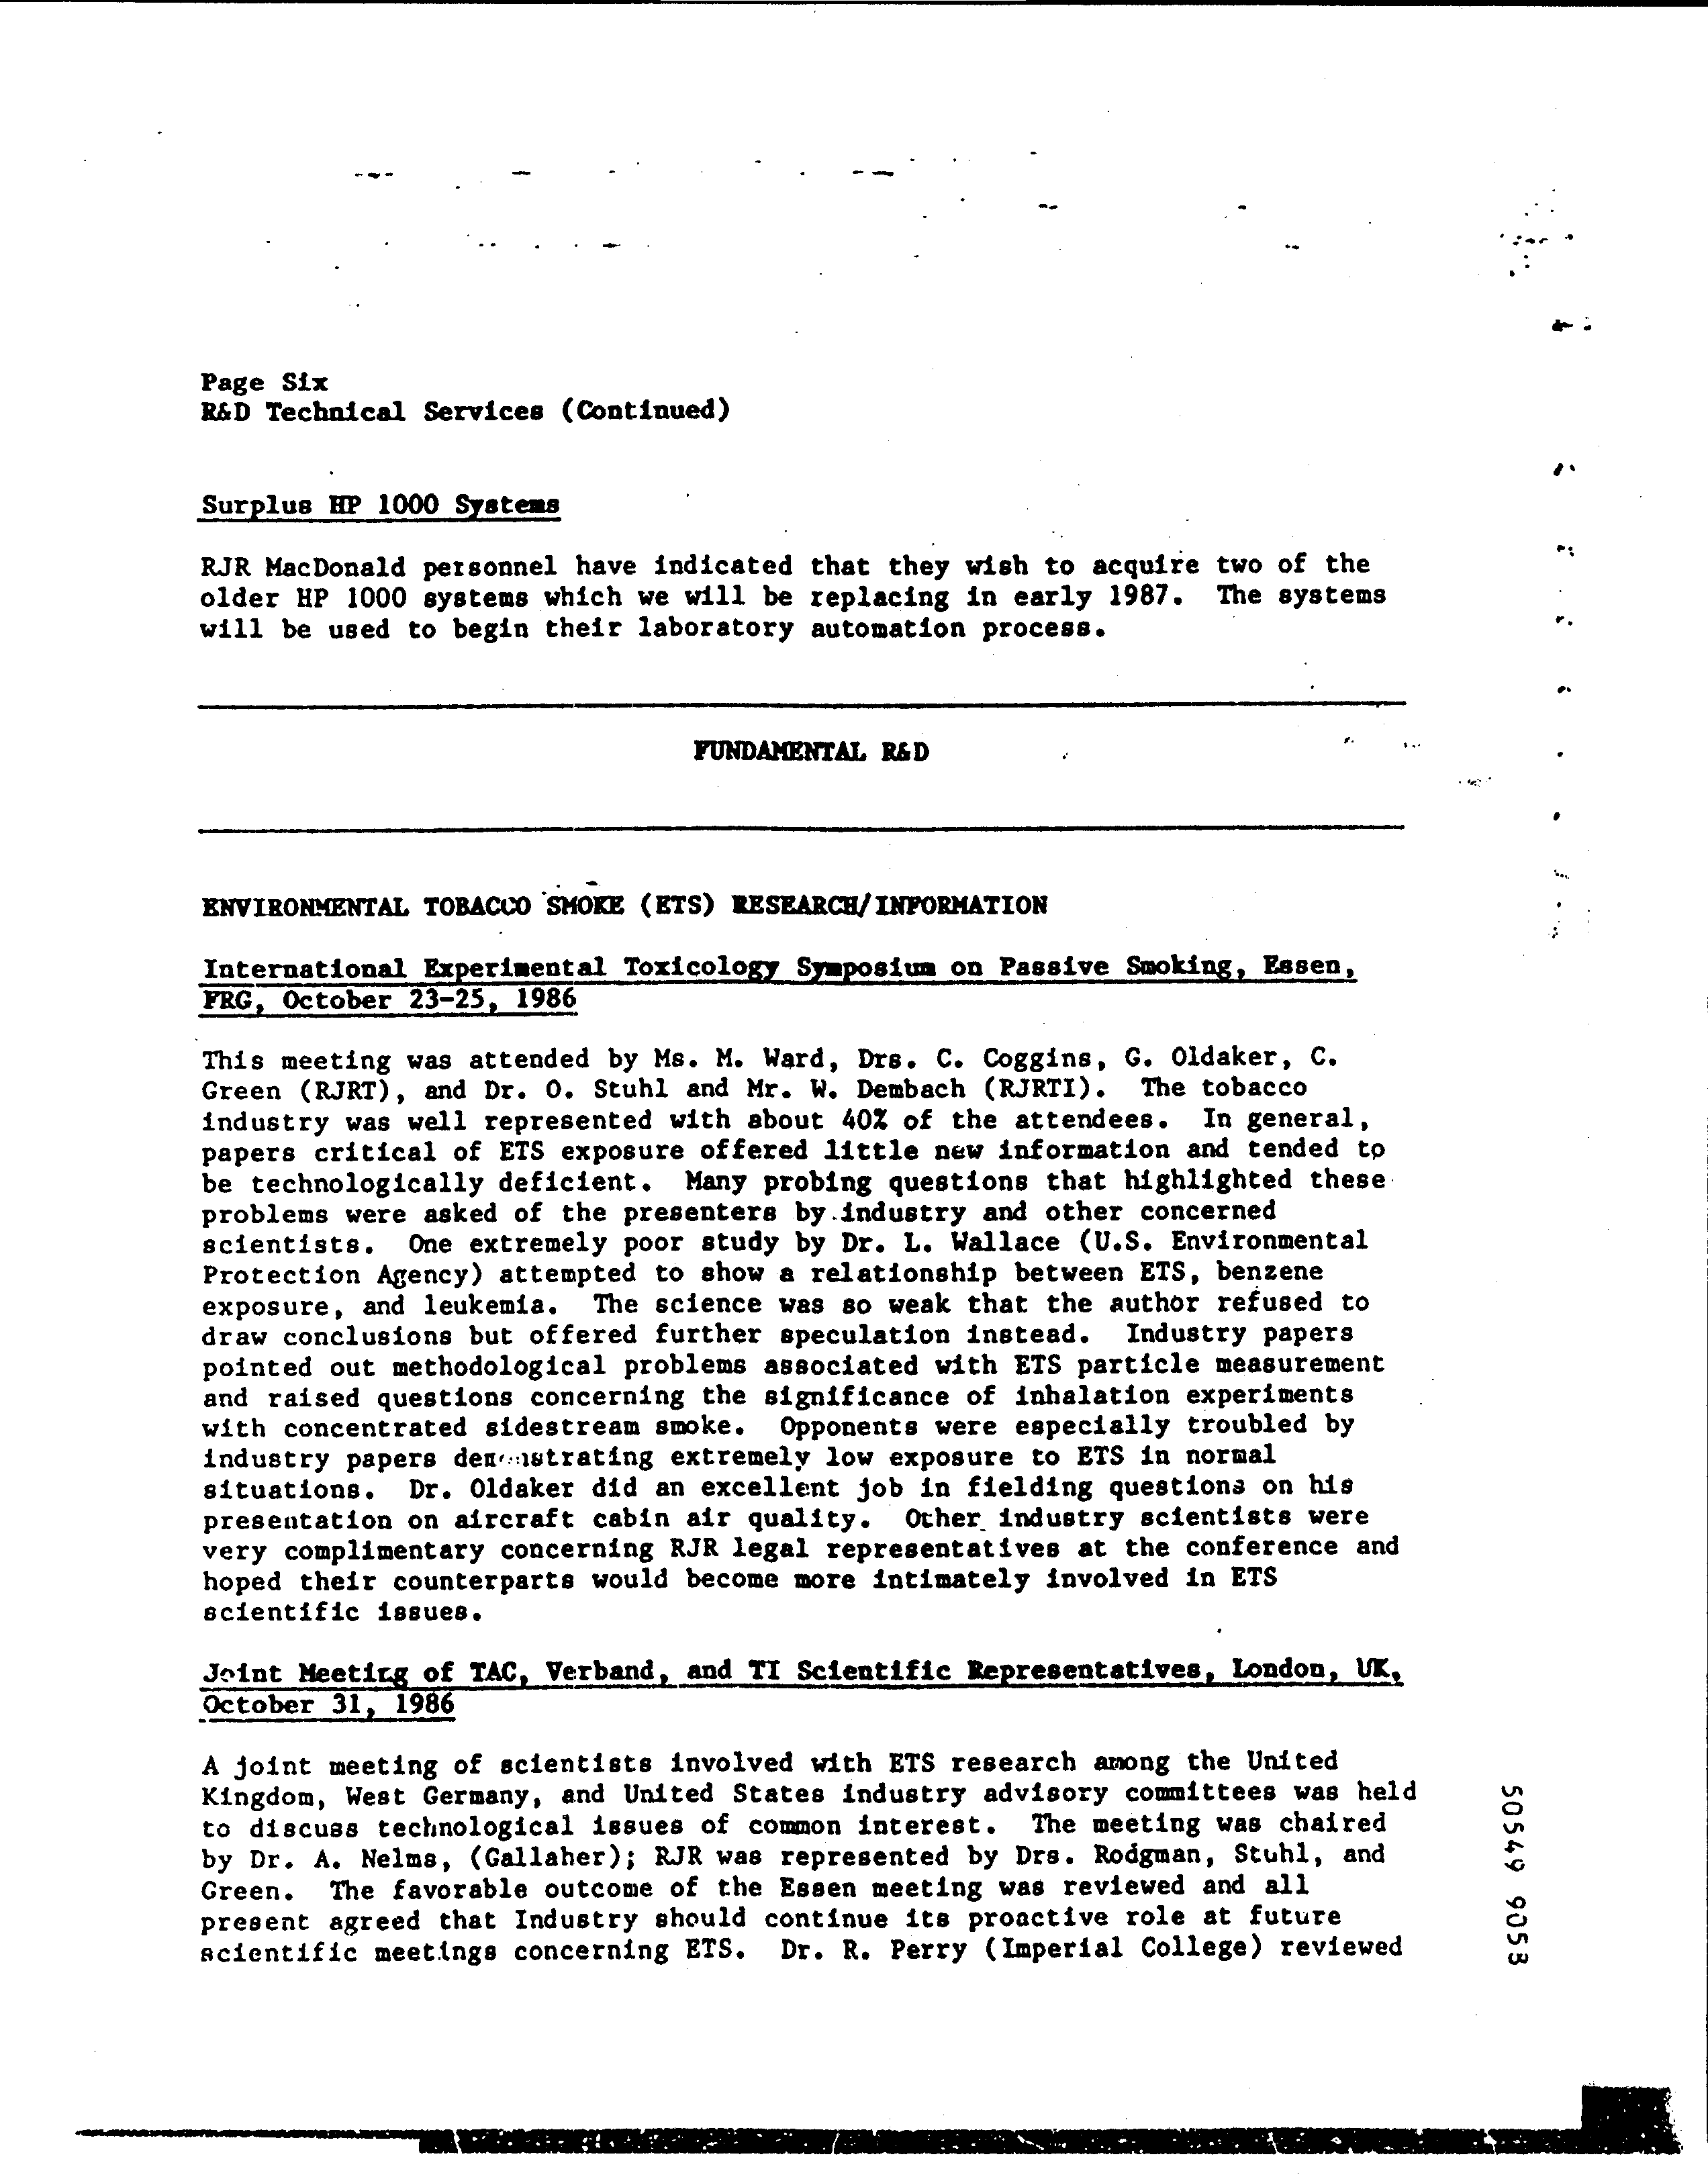 Page Six
R&D Technical Services (Continued)
Surplus HP 1000 Systems
RJR MacDonald personnel have indicated that they wish to acquire two of the
older HP 1000 systems which we will be replacing in early 1987. The systems
will be used to begin their laboratory automation process.
FUNDAMENTAL R&D
ENVIRONMENTAL TOBACCO SMOKE (ETS) RESEARCH/INFORMATION
International Experimental Toxicology Symposium on Passive Smoking, Essen,
FRG, October 23-25, 1986
This meeting was attended by Ms. M. Ward, Drs. C. Coggins, G. Oldaker, C.
Green (RJRT), and Dr. O. Stuhl and Mr. W. Dembach (RJRTI). The tobacco
industry was well represented with about 40% of the attendees. In general,
papers critical of ETS exposure offered little new information and tended to
be technologically deficient. Many probing questions that highlighted these
problems were asked of the presenters by industry and other concerned
scientists. One extremely poor study by Dr. L. Wallace (U.S. Environmental
Protection Agency) attempted to show a relationship between ETS, benzene
exposure, and leukemia. The science was so weak that the author refused to
draw conclusions but offered further speculation instead. Industry papers
pointed out methodological problems associated with ETS particle measurement
and raised questions concerning the significance of inhalation experiments
with concentrated sidestream smoke. Opponents were especially troubled by
industry papers demonstrating extremely low exposure to ETS in normal
situations. Dr. Oldaker did an excellent job in fielding questions on his
presentation on aircraft cabin air quality. Other industry scientists were
very complimentary concerning RJR legal representatives at the conference and
hoped their counterparts would become more intimately involved in ETS
scientific issues.
Joint Meeting of TAC, Verband, and TI Scientific Representatives, London, UK,
October 31, 1986
A joint meeting of scientists involved with ETS research among the United
Kingdom, West Germany, and United States industry advisory committees was held
to discuss technological issues of common interest. The meeting was chaired
by Dr. A. Nelms, (Gallaher); RJR was represented by Drs. Rodgman, Stuhl, and
Green. The favorable outcome of the Essen meeting was reviewed and all
present agreed that Industry should continue its proactive role at future
scientific meetings concerning ETS. Dr. R. Perry (Imperial College) reviewed
50549 9053